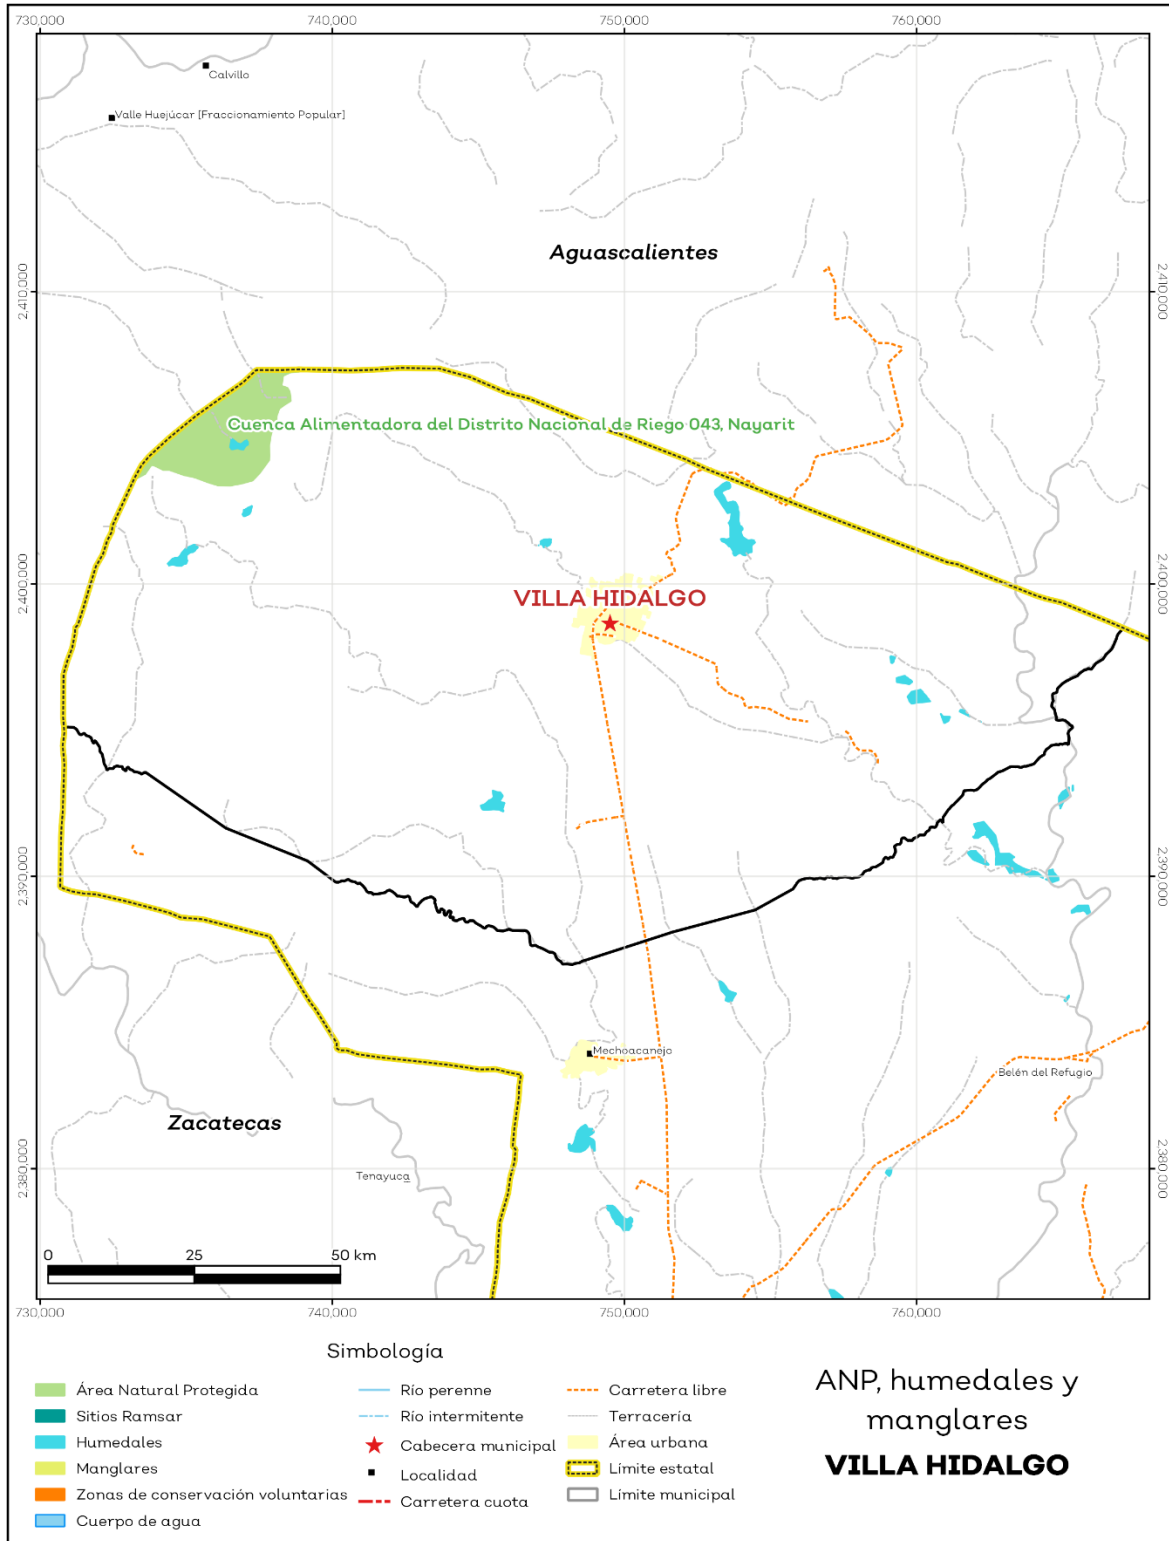 730,000
740,000
750,000
760,000
Calvillo
Valle Huejúcar [Fraccionamiento Popular]
Aguascalientes
2,410,000
2,410,000
Cuenca Alimentadora del Distrito Nacional de Riego 043, Nayarit
2,400,000
2,400,000
VILLA HIDALGO
2,390,000
2,390,000
Mechoacanejo
Belén del Refugio
Zacatecas
Tenayuca
2,380,000
2,380,000
0 25 50 km
730,000
740,000
750,000
760,000
Simbología
Área Natural Protegida
Sitios Ramsar
Humedales
Manglares
Zonas de conservación voluntarias
Cuerpo de agua
Río perenne
Río intermitente
Cabecera municipal
Localidad
Carretera cuota
Carretera libre
Terracería
Área urbana
Límite estatal
Límite municipal
ANP, humedales y
manglares
VILLA HIDALGO